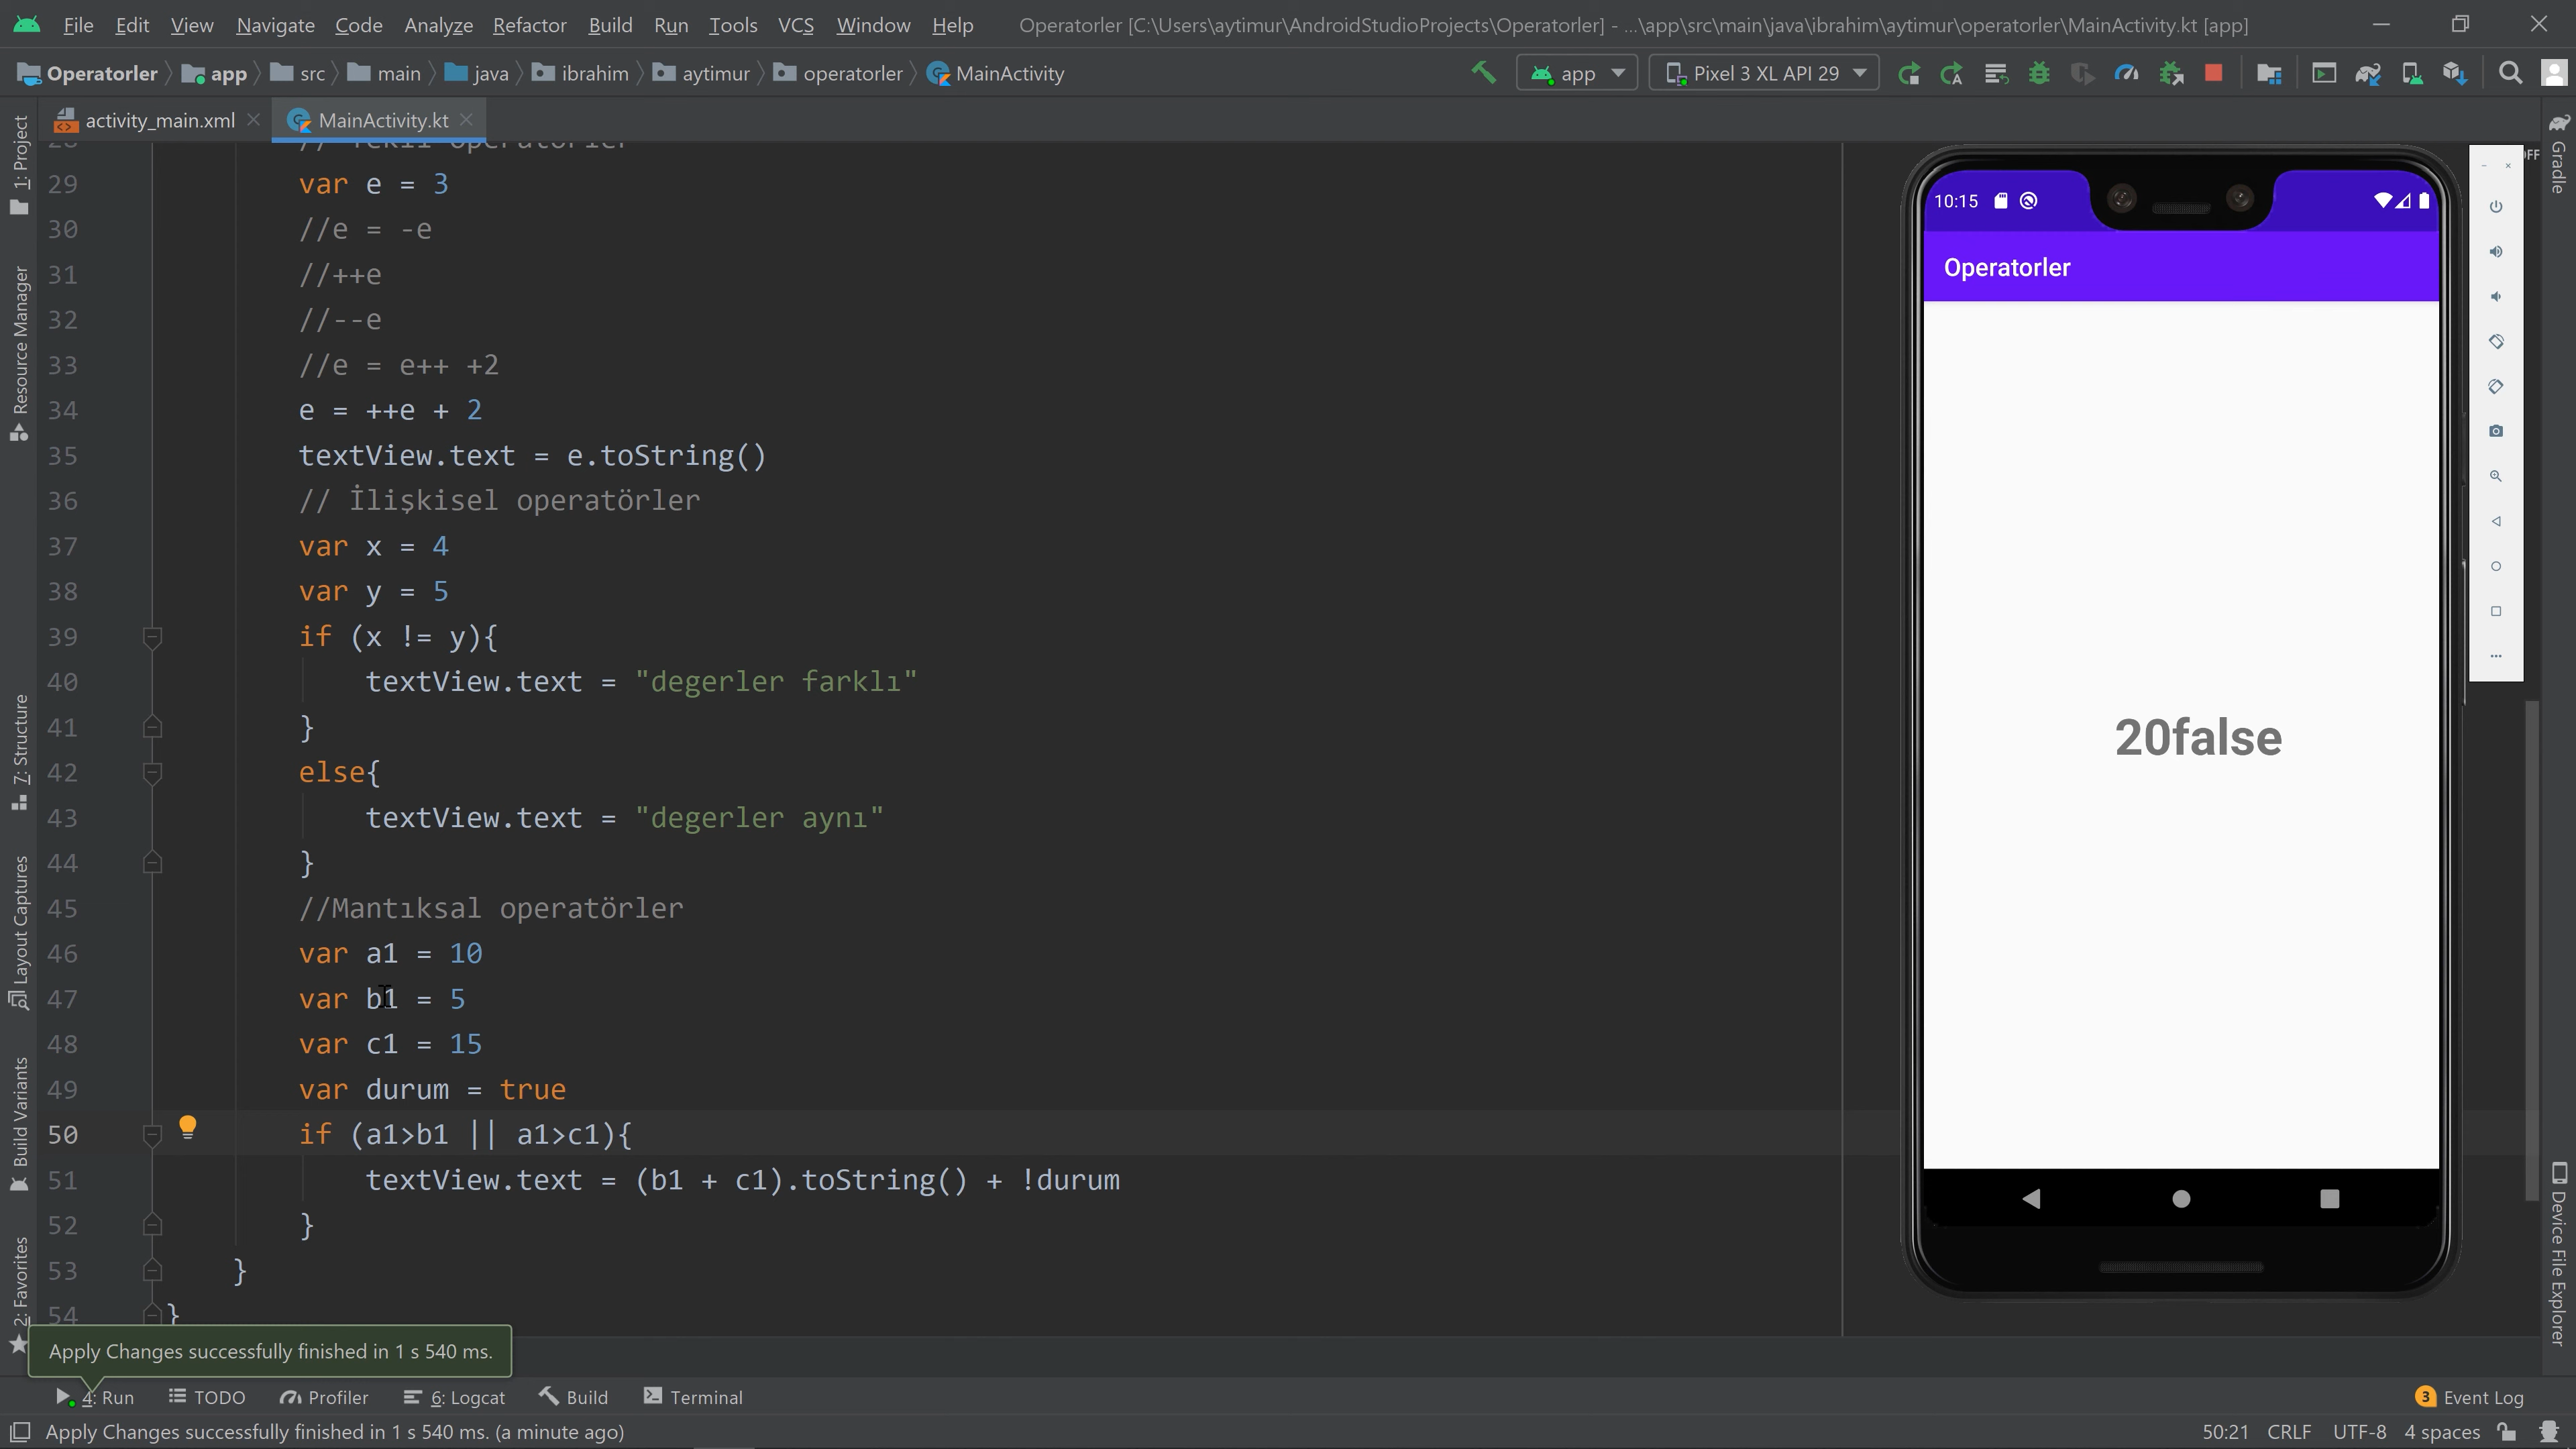 File Edit View Navigate Code Analyze Refactor Build Run Tools VCS Window Help Operatorler [C:\Users\aytimur\AndroidStudioProjects\Operatorler] - ...\app\src\main\java\ibrahim\aytimur\operatorler\MainActivity.kt [app]
Operatorler app src main java ibrahim aytimur operatorler MainActivity app Pixel 3 XL API 29
activity_main.xml MainActivity.kt
28 // Tekli operatörler
29 var e = 3
30 //e = -e
31 //++e
32 //--e
33 //e = e++ +2
34 e = ++e + 2
35 textView.text = e.toString()
36 // İlişkisel operatörler
37 var x = 4
38 var y = 5
39 if (x != y){
40 textView.text = "degerler farklı"
41 }
42 else{
43 textView.text = "degerler aynı"
44 }
45 //Mantıksal operatörler
46 var a1 = 10
47 var b1 = 5
48 var c1 = 15
49 var durum = true
50 if (a1>b1 || a1>c1){
51 textView.text = (b1 + c1).toString() + !durum
52 }
53 }
54 }
1: Project
Resource Manager
7: Structure
Layout Captures
Build Variants
2: Favorites
10:15
Operatorler
20false
OFF
Gradle
Device File Explorer
Apply Changes successfully finished in 1 s 540 ms.
4: Run TODO Profiler 6: Logcat Build Terminal 3 Event Log
Apply Changes successfully finished in 1 s 540 ms. (a minute ago) 50:21 CRLF UTF-8 4 spaces